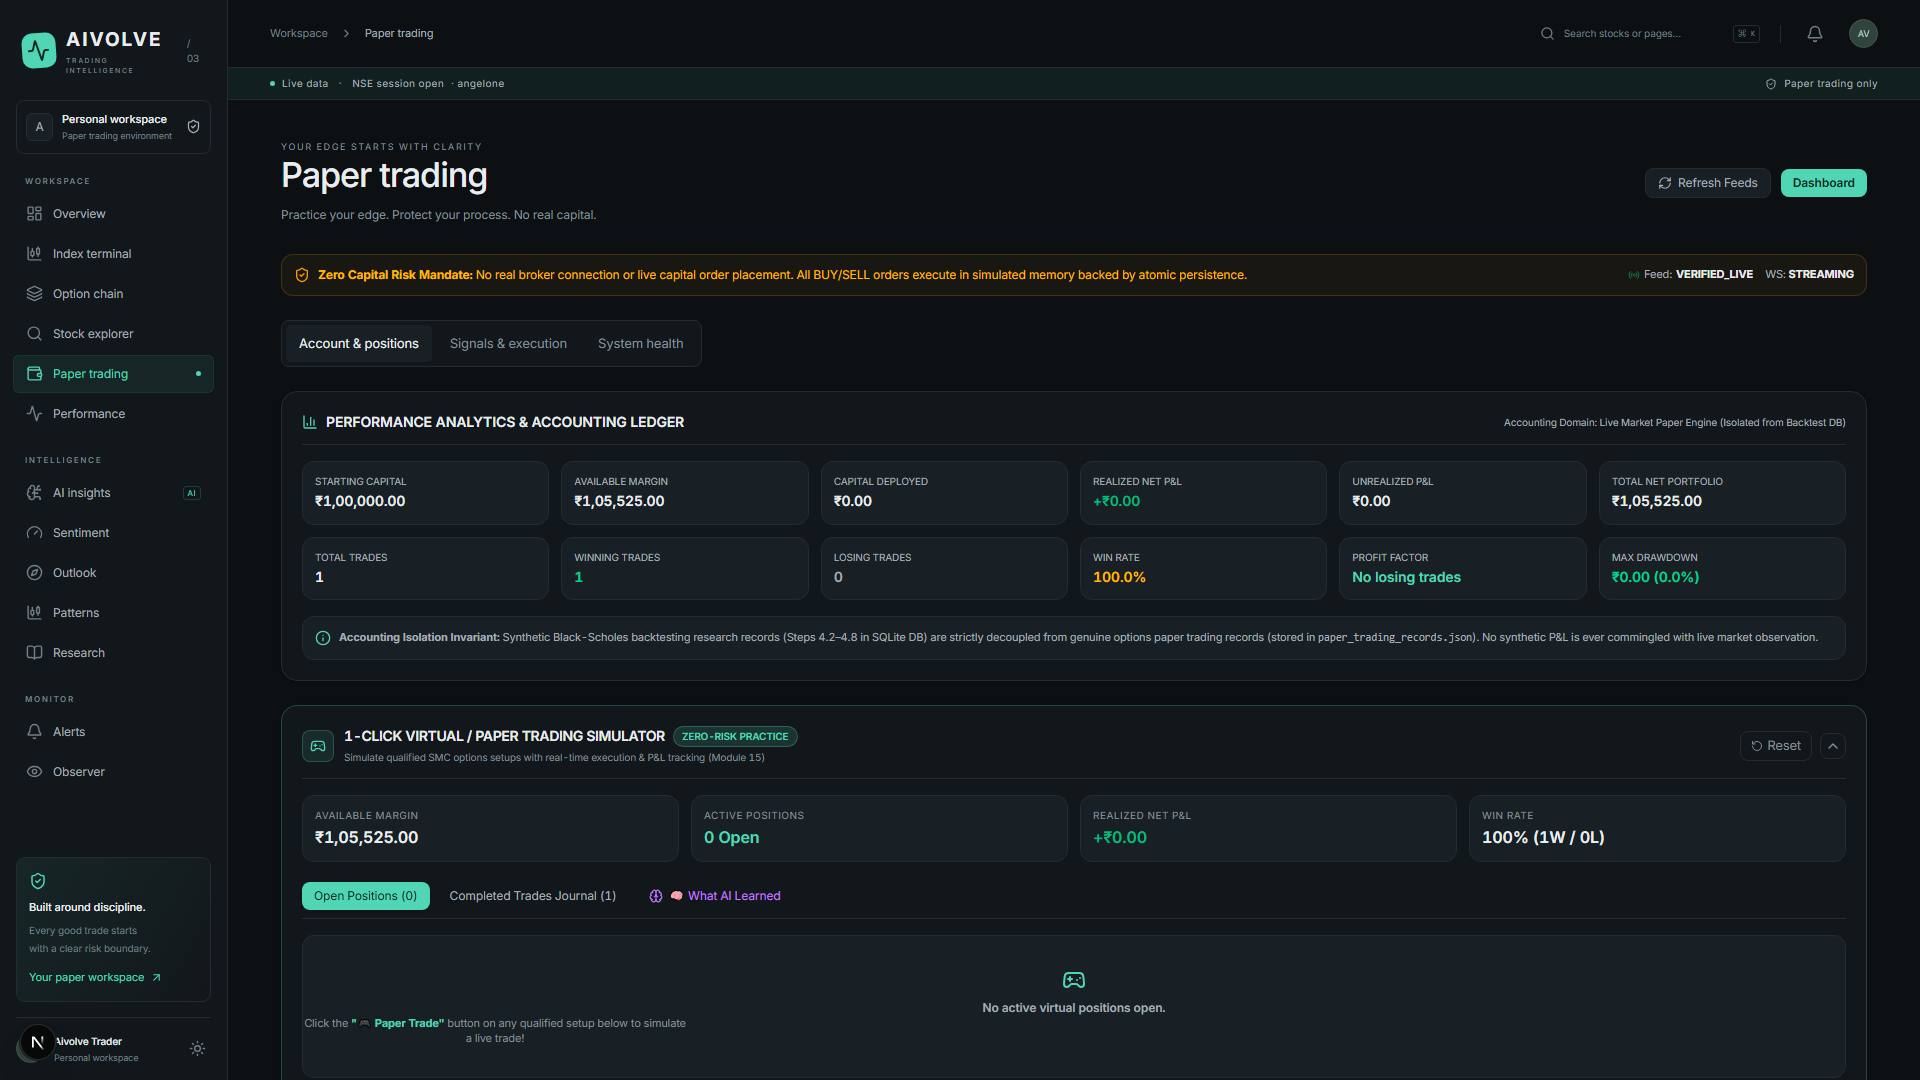 AIVOLVE
TRADING
INTELLIGENCE
/
03
Personal workspace
A
Paper trading environment
WORKSPACE
Overview
Index terminal
Option chain
Stock explorer
Paper trading
Performance
INTELLIGENCE
AI insights
AI
Sentiment
Outlook
Patterns
Research
MONITOR
Alerts
Observer
Built around discipline.
Every good trade starts
with a clear risk boundary.
Your paper workspace
N
Aivolve Trader
Personal workspace
Workspace > Paper trading
Search stocks or pages...
⌘ K
AV
Live data · NSE session open · angelone
Paper trading only
YOUR EDGE STARTS WITH CLARITY
Paper trading
Practice your edge. Protect your process. No real capital.
Refresh Feeds
Dashboard
Zero Capital Risk Mandate: No real broker connection or live capital order placement. All BUY/SELL orders execute in simulated memory backed by atomic persistence.
Feed: VERIFIED_LIVE WS: STREAMING
Account & positions
Signals & execution
System health
PERFORMANCE ANALYTICS & ACCOUNTING LEDGER
Accounting Domain: Live Market Paper Engine (Isolated from Backtest DB)
STARTING CAPITAL
₹1,00,000.00
AVAILABLE MARGIN
₹1,05,525.00
CAPITAL DEPLOYED
₹0.00
REALIZED NET P&L
+₹0.00
UNREALIZED P&L
₹0.00
TOTAL NET PORTFOLIO
₹1,05,525.00
TOTAL TRADES
1
WINNING TRADES
1
LOSING TRADES
0
WIN RATE
100.0%
PROFIT FACTOR
No losing trades
MAX DRAWDOWN
₹0.00 (0.0%)
Accounting Isolation Invariant: Synthetic Black-Scholes backtesting research records (Steps 4.2–4.8 in SQLite DB) are strictly decoupled from genuine options paper trading records (stored in paper_trading_records.json). No synthetic P&L is ever commingled with live market observation.
1-CLICK VIRTUAL / PAPER TRADING SIMULATOR
ZERO-RISK PRACTICE
Simulate qualified SMC options setups with real-time execution & P&L tracking (Module 15)
Reset
AVAILABLE MARGIN
₹1,05,525.00
ACTIVE POSITIONS
0 Open
REALIZED NET P&L
+₹0.00
WIN RATE
100% (1W / 0L)
Open Positions (0)
Completed Trades Journal (1)
🧠 What AI Learned
No active virtual positions open.
Click the "🎮 Paper Trade" button on any qualified setup below to simulate
a live trade!